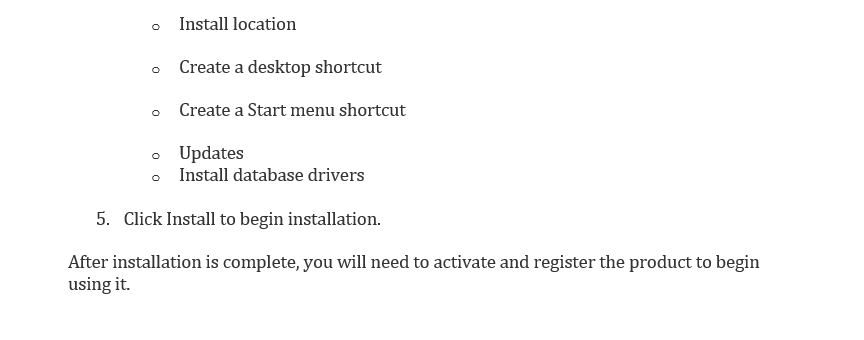 o Install location
o Create a desktop shortcut
o Create a Start menu shortcut
o Updates
o Install database drivers
5. Click Install to begin installation.
After installation is complete, you will need to activate and register the product to begin
using it.